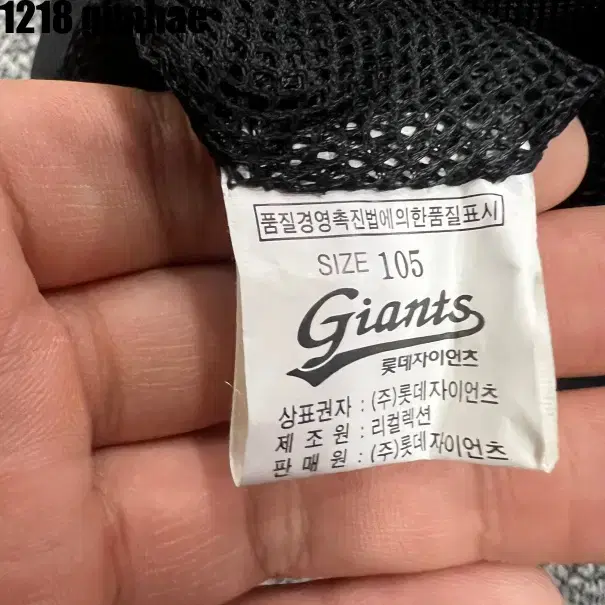 1218
품질경영촉진법에의한품질표시
SIZE 105
Giants
롯데자이언츠
상표권자 : (주)롯데자이언츠
제 조 원 : 리컬렉션
판 매 원 : (주)롯데자이언츠